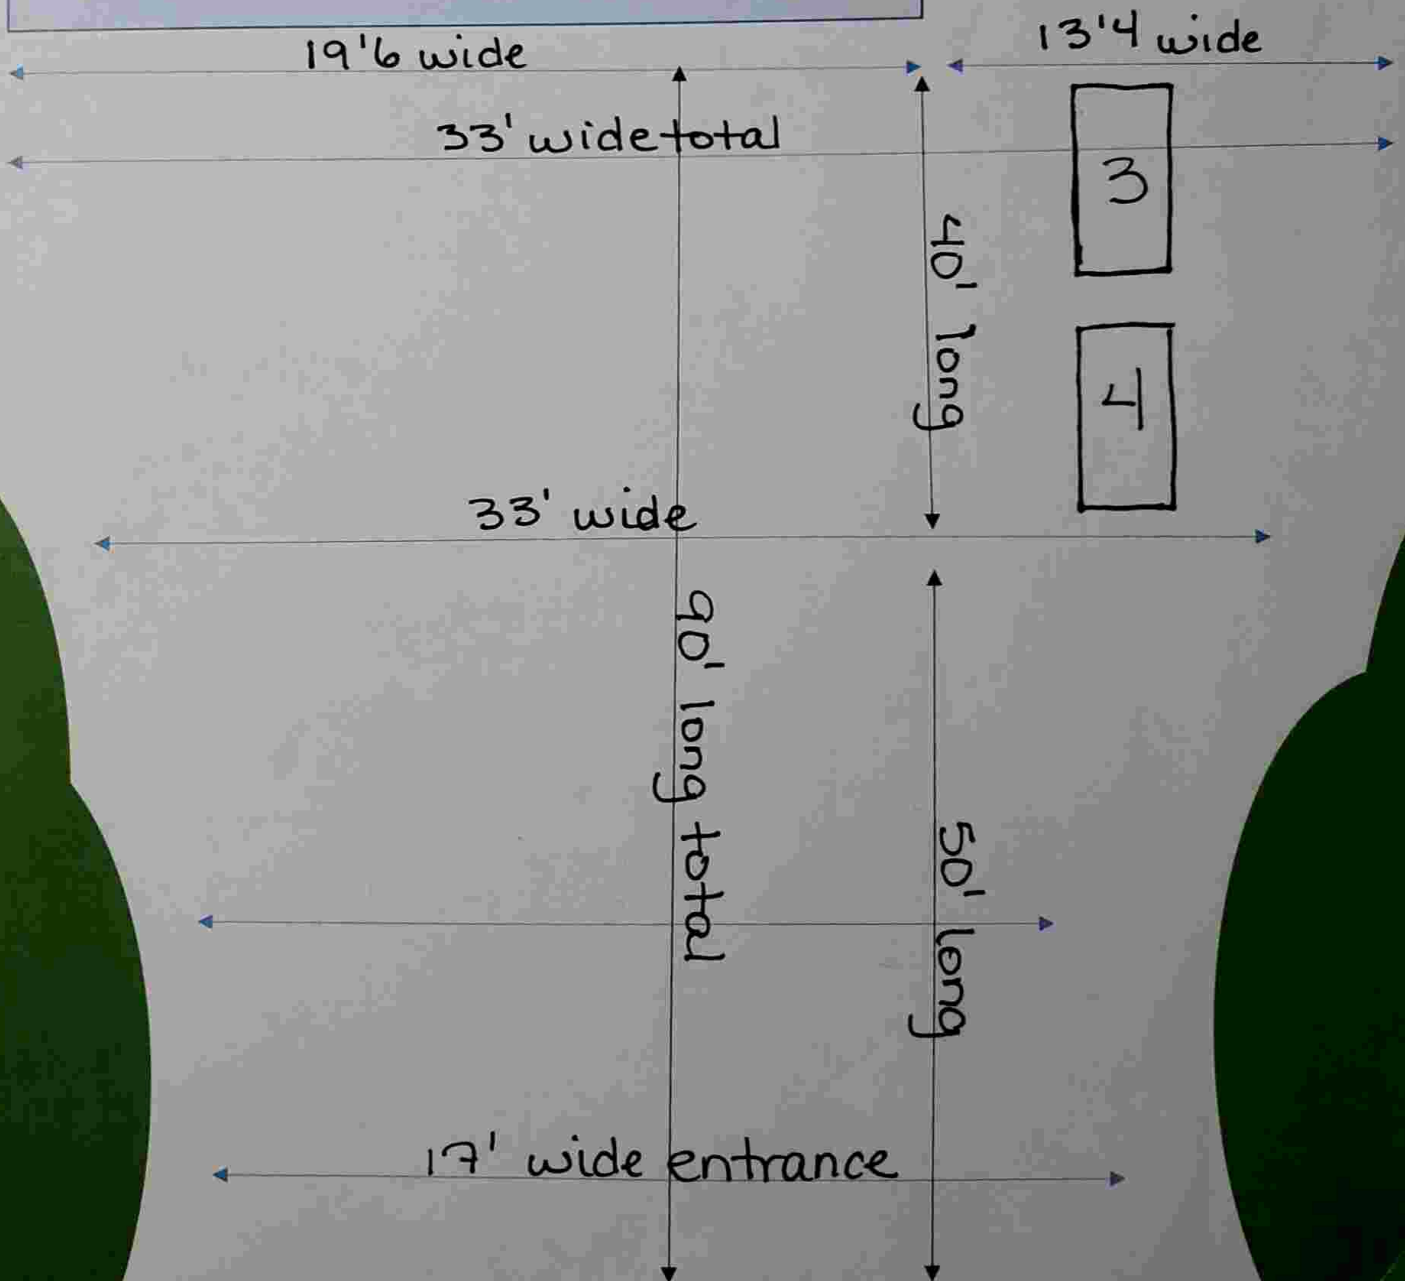 19'6 wide
13'4 wide
33' wide total
3
40' long
4
33' wide
90' long total
50' long
17' wide entrance